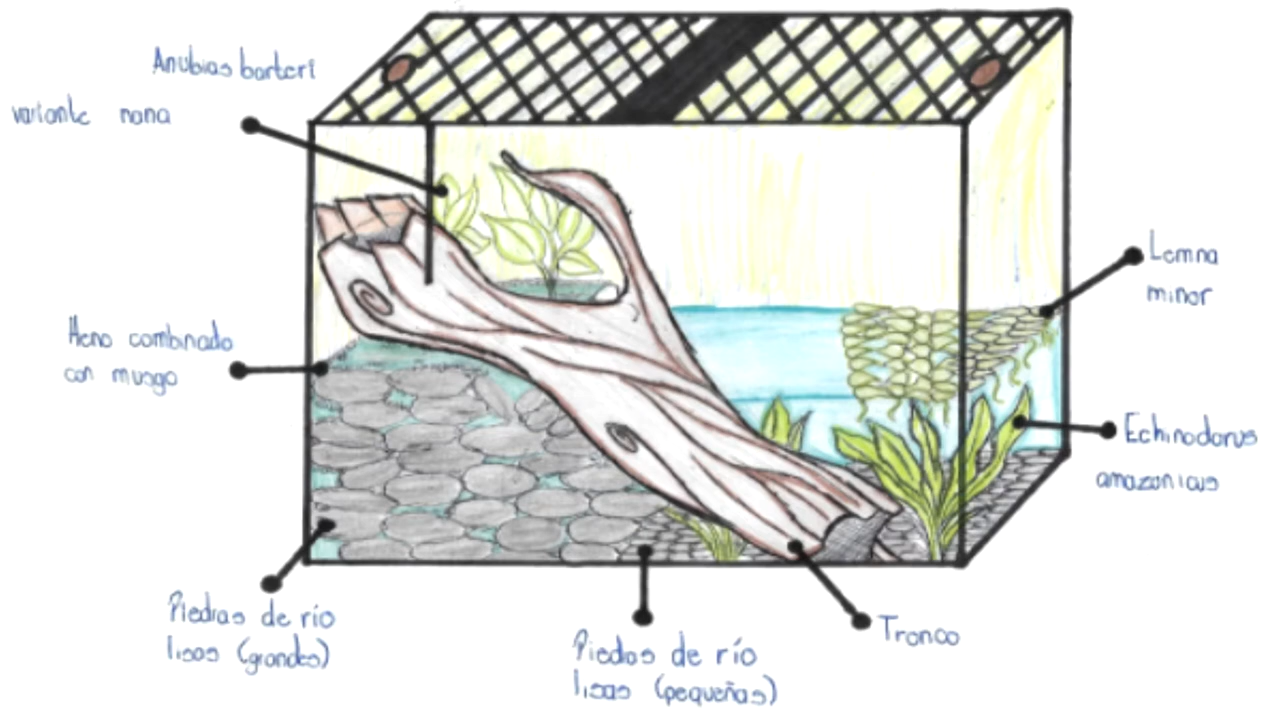 Anubias barteri
variante nana
Lemna
minor
Heno combinado
con musgo
Echinodorus
amazonicus
Piedras de río
lisas (grandes)
Piedras de río
lisas (pequeñas)
Tronco